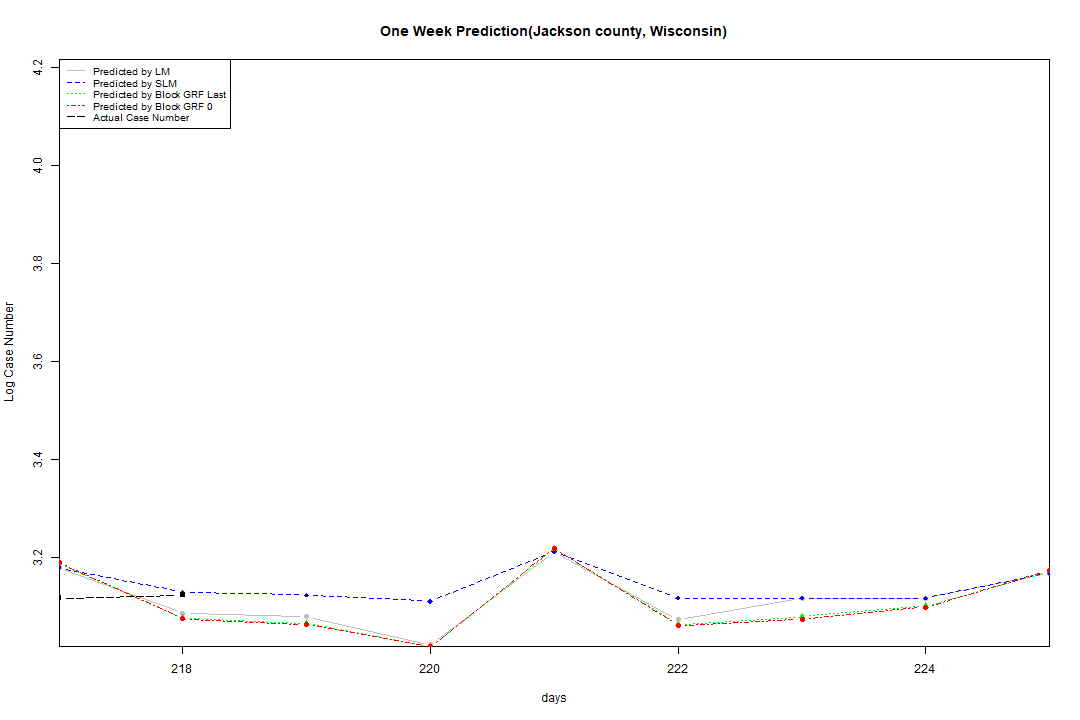 One Week Prediction(Jackson county, Wisconsin)
Predicted by LM
Predicted by SLM
Predicted by Block GRF Last
Predicted by Block GRF 0
Actual Case Number
4.2
4.0
3.8
3.6
3.4
3.2
Log Case Number
218 220 222 224
days